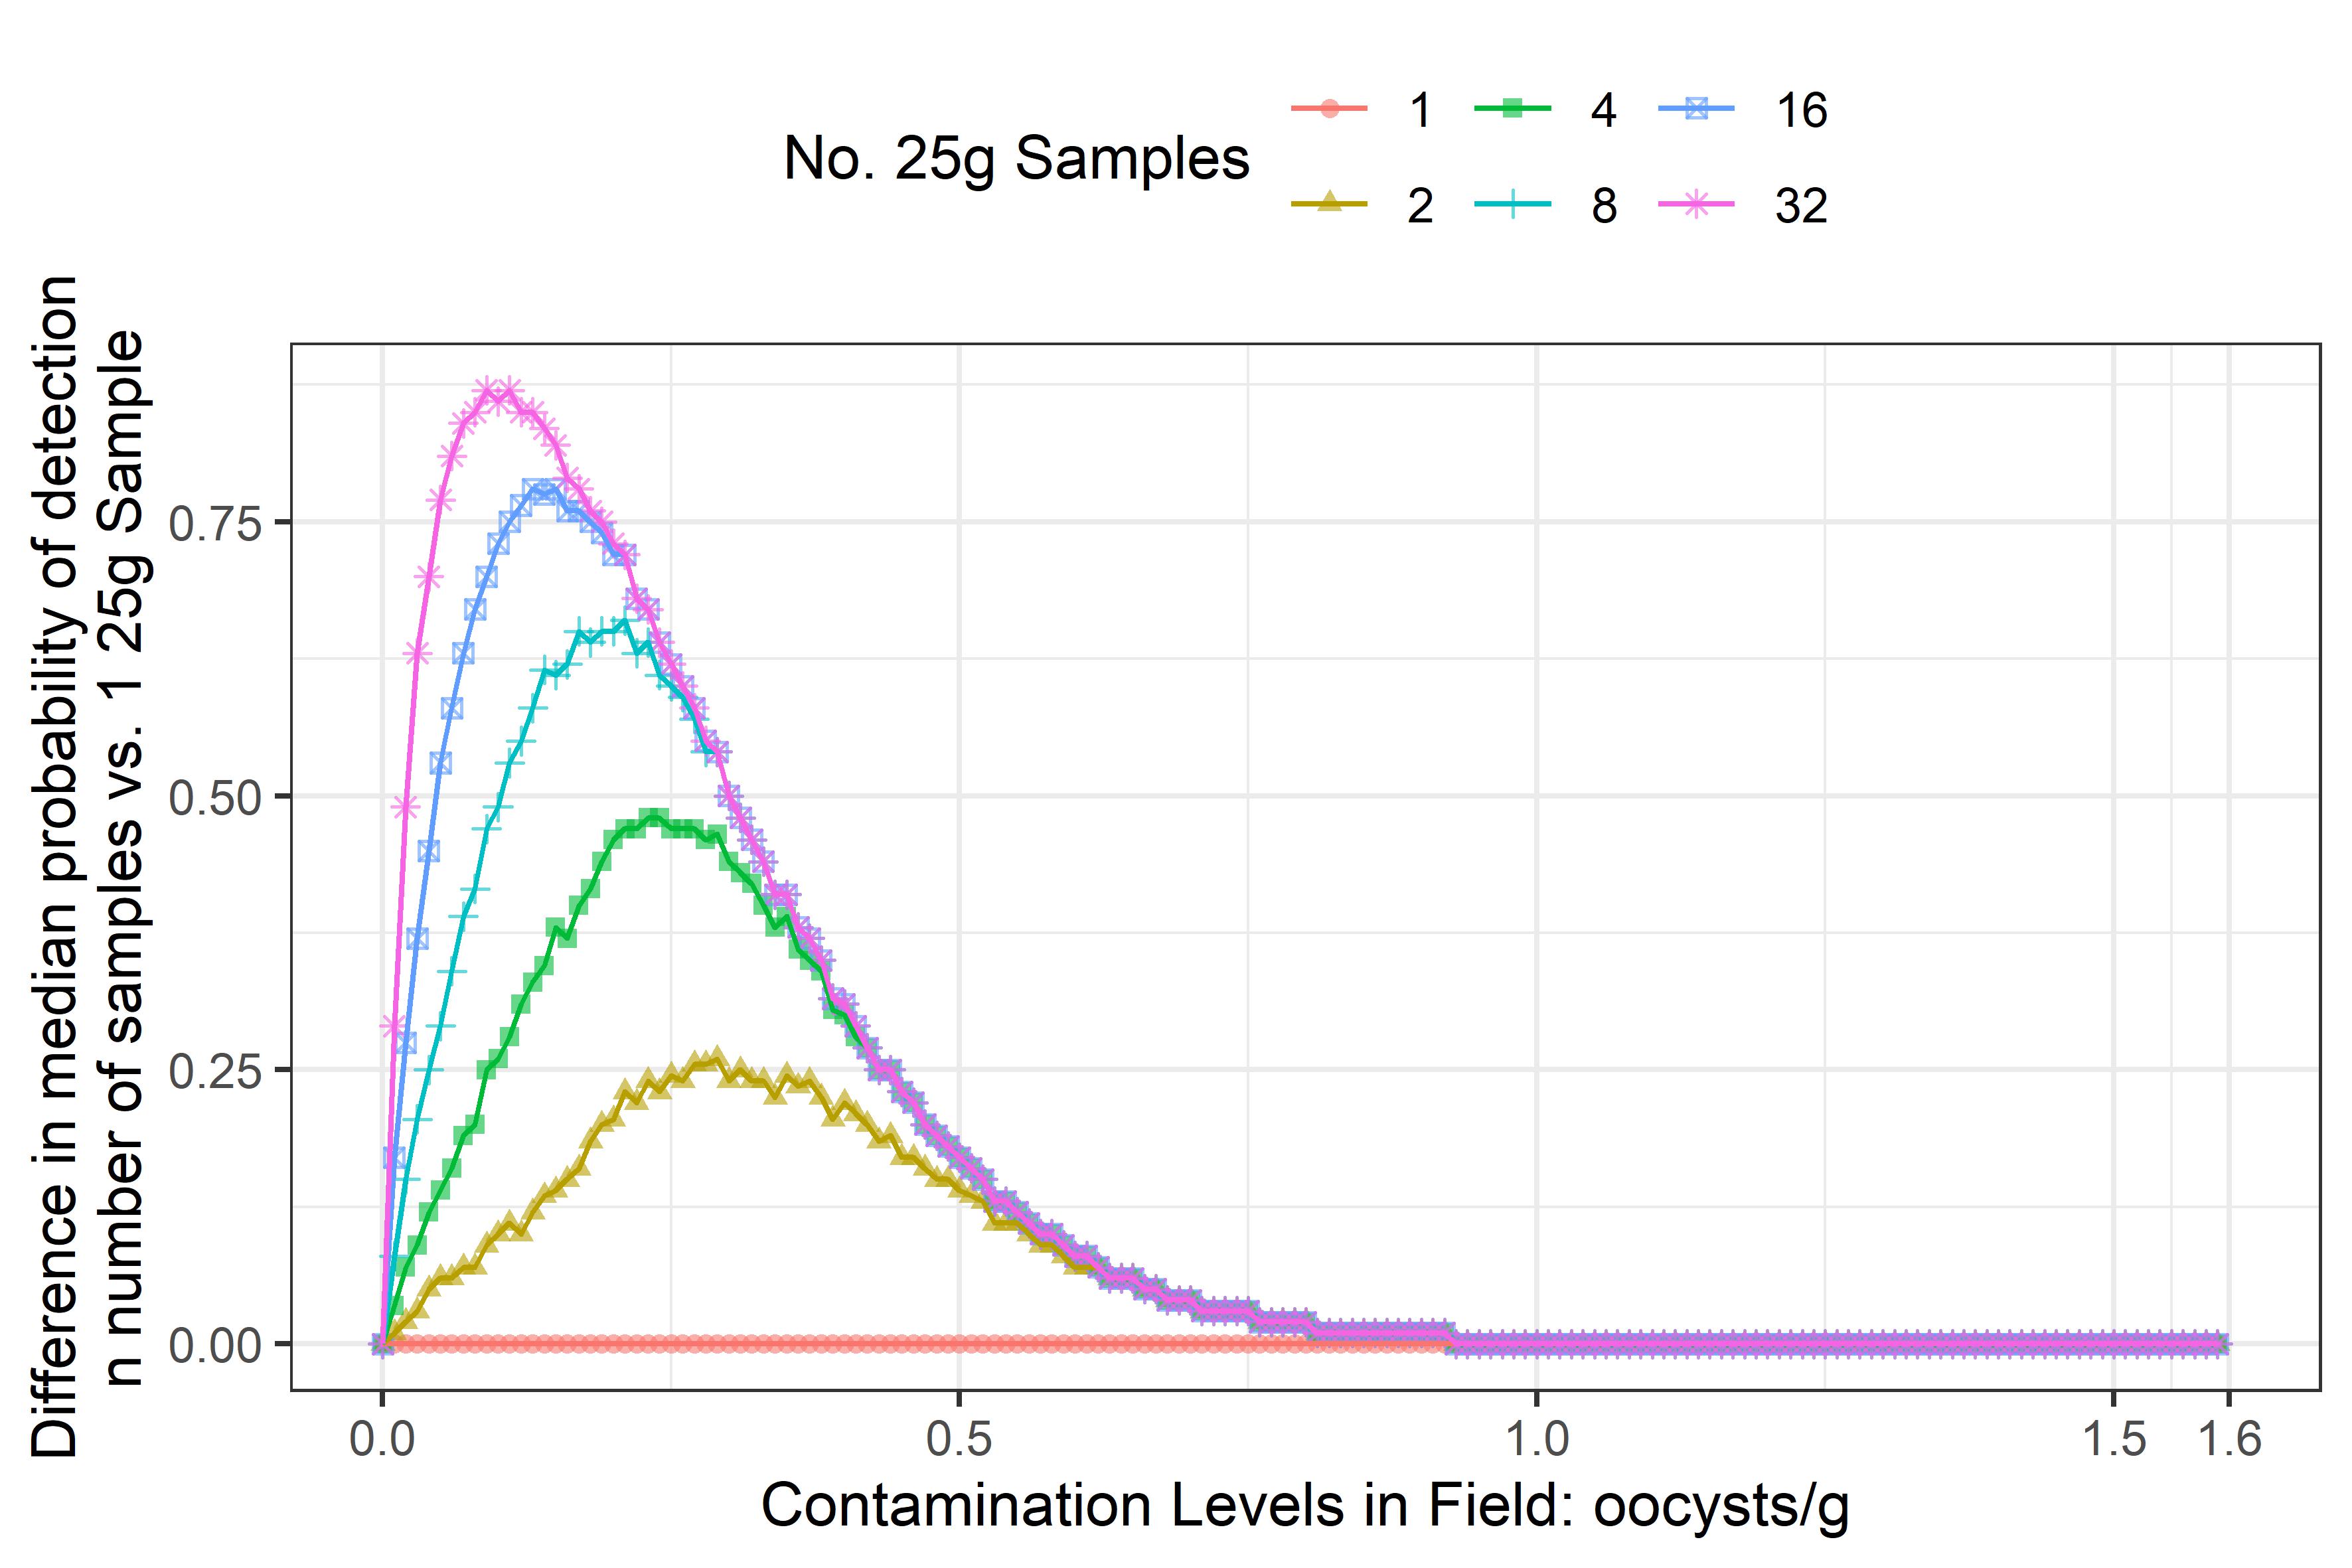 No. 25g Samples
1 4 16
2 8 32
Difference in median probability of detection
n number of samples vs. 1 25g Sample
0.75
0.50
0.25
0.00
0.0 0.5 1.0 1.5 1.6
Contamination Levels in Field: oocysts/g